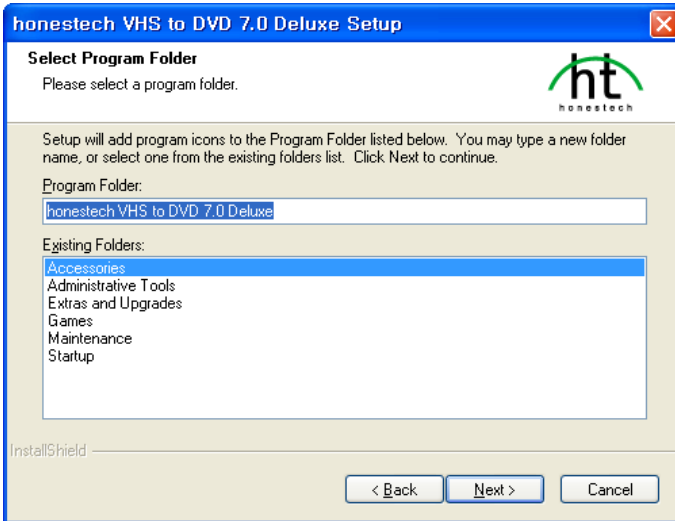 honestech VHS to DVD 7.0 Deluxe Setup
Select Program Folder
Please select a program folder.
ht
honestech
Setup will add program icons to the Program Folder listed below. You may type a new folder
name, or select one from the existing folders list. Click Next to continue.
Program Folder:
honestech VHS to DVD 7.0 Deluxe
Existing Folders:
Accessories
Administrative Tools
Extras and Upgrades
Games
Maintenance
Startup
InstallShield
< Back Next > Cancel